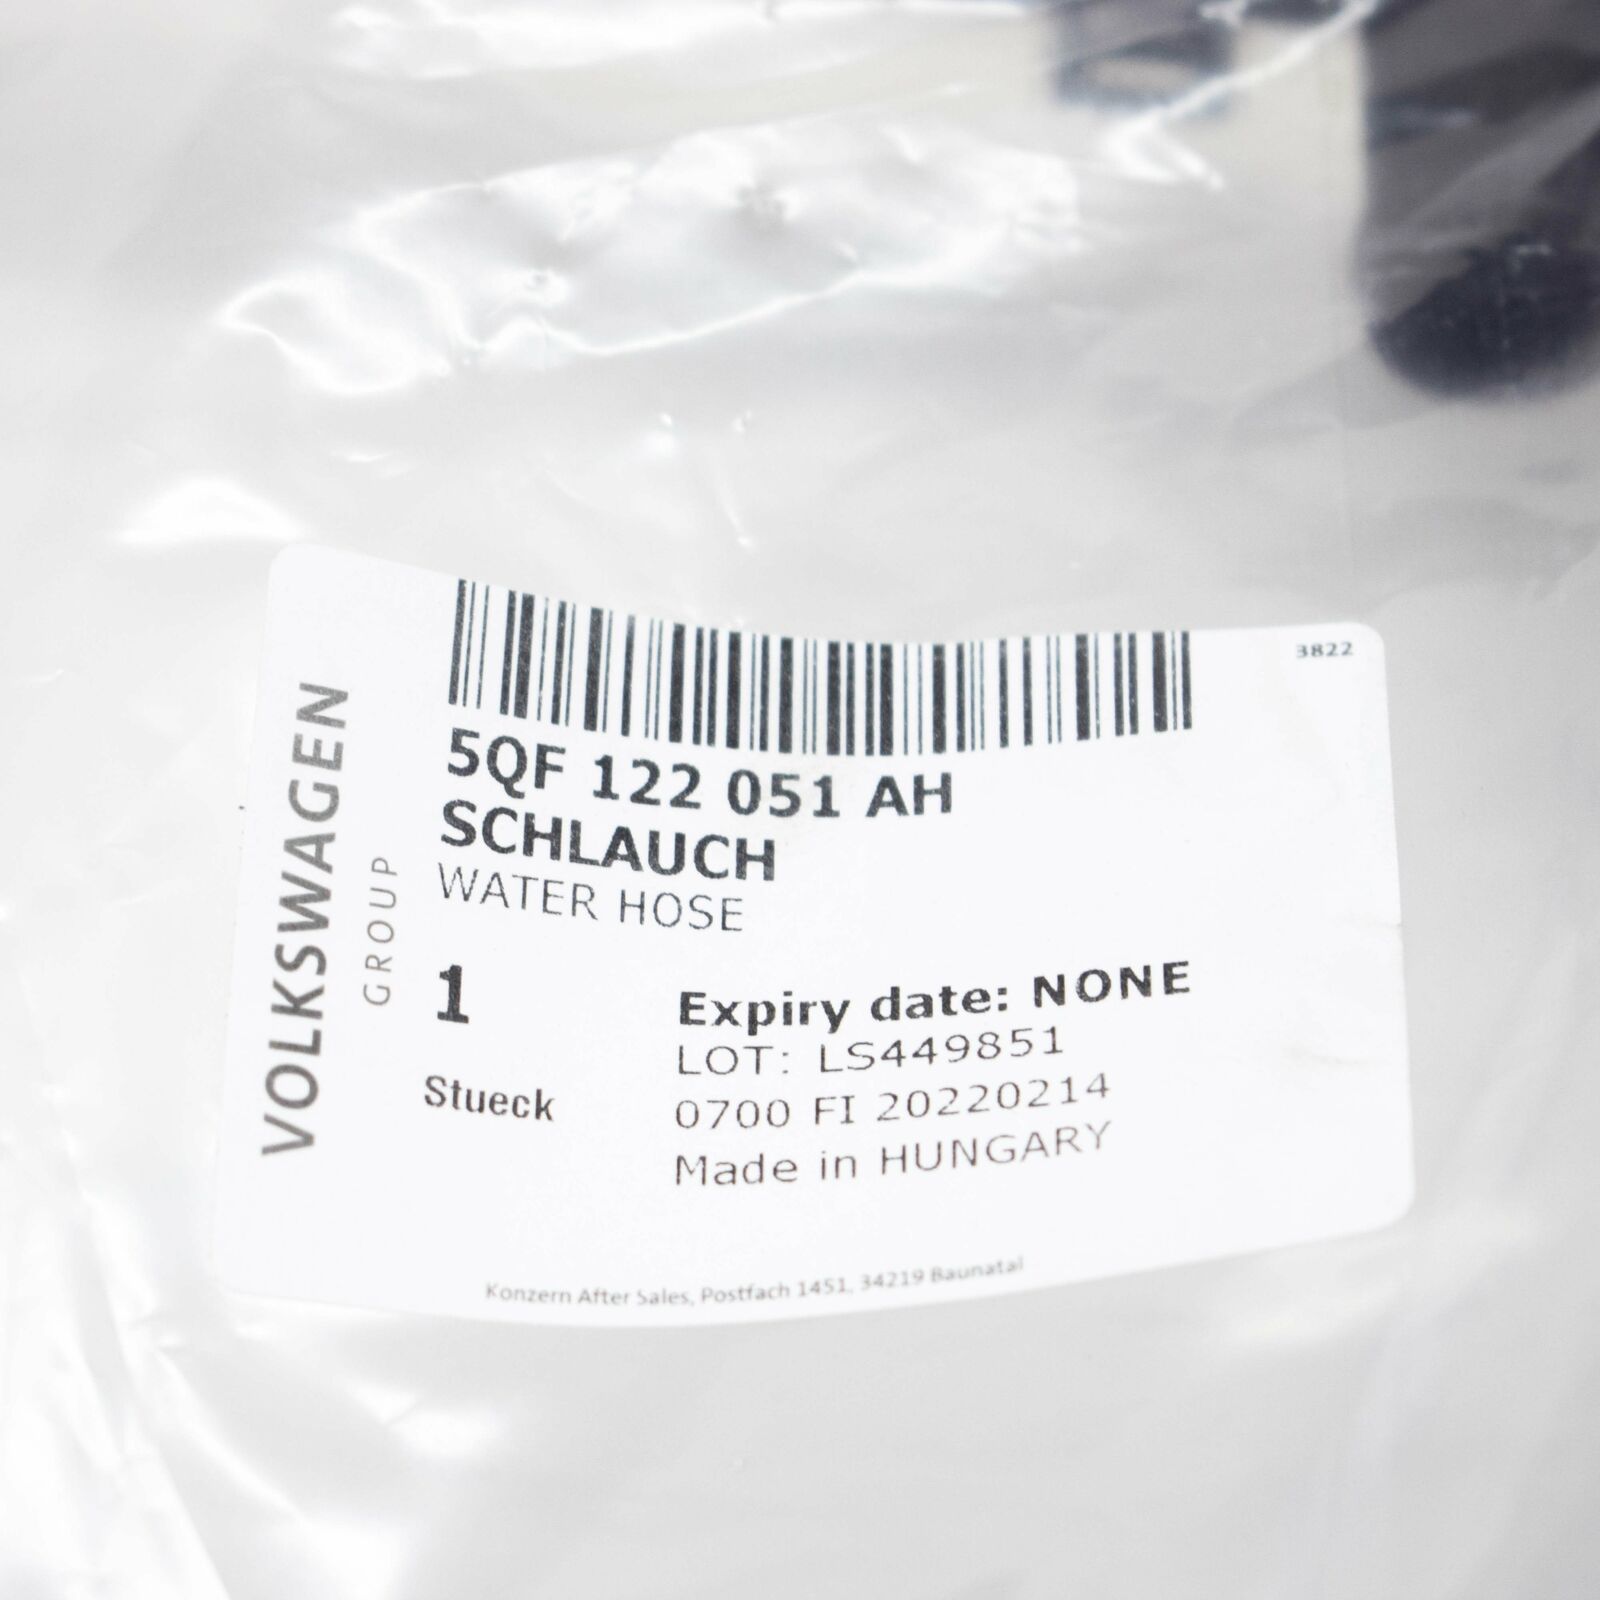 3822
5QF 122 051 AH
SCHLAUCH
WATER HOSE
1
Stueck
Expiry date: NONE
LOT: LS449851
0700 FI 20220214
Made in HUNGARY
VOLKSWAGEN
GROUP
Konzern After Sales, Postfach 1451, 34219 Baunatal